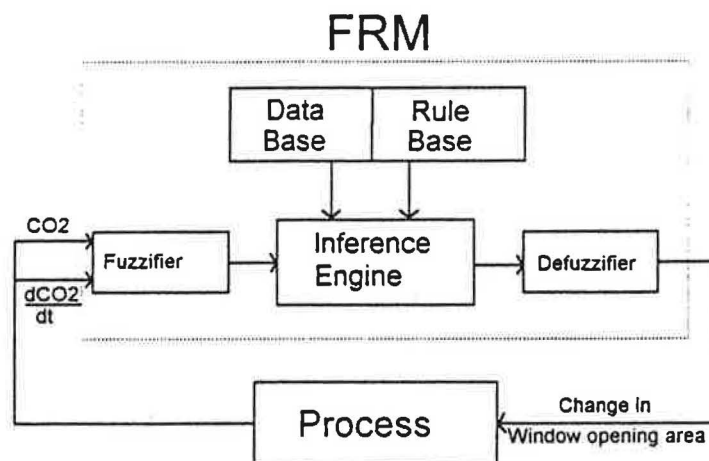 FRM
Data
Base
Rule
Base
CO2
dCO2
dt
Fuzzifier
Inference
Engine
Defuzzifier
Process
Change in
Window opening area